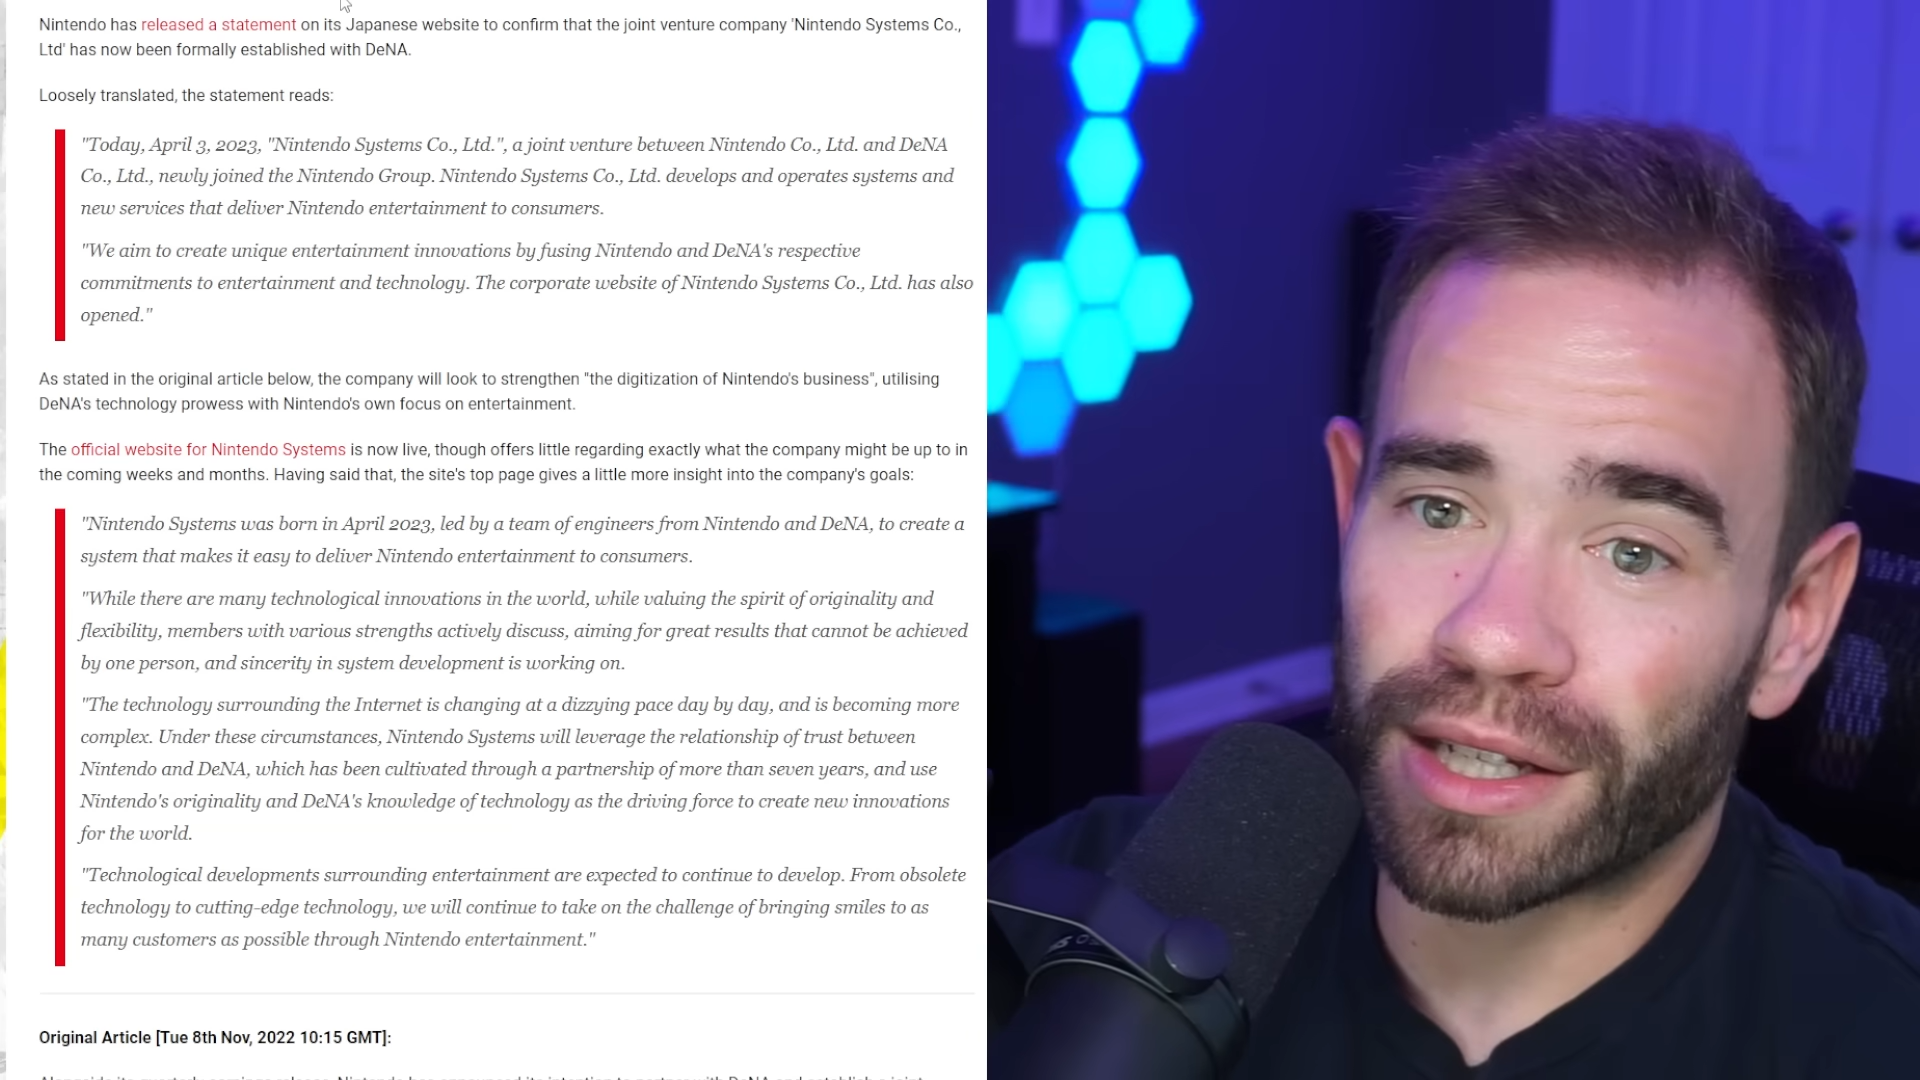 Nintendo has released a statement on its Japanese website to confirm that the joint venture company 'Nintendo Systems Co.,
Ltd' has now been formally established with DeNA.
Loosely translated, the statement reads:
"Today, April 3, 2023, "Nintendo Systems Co., Ltd.", a joint venture between Nintendo Co., Ltd. and DeNA
Co., Ltd., newly joined the Nintendo Group. Nintendo Systems Co., Ltd. develops and operates systems and
new services that deliver Nintendo entertainment to consumers.
"We aim to create unique entertainment innovations by fusing Nintendo and DeNA's respective
commitments to entertainment and technology. The corporate website of Nintendo Systems Co., Ltd. has also
opened."
As stated in the original article below, the company will look to strengthen "the digitization of Nintendo's business", utilising
DeNA's technology prowess with Nintendo's own focus on entertainment.
The official website for Nintendo Systems is now live, though offers little regarding exactly what the company might be up to in
the coming weeks and months. Having said that, the site's top page gives a little more insight into the company's goals:
"Nintendo Systems was born in April 2023, led by a team of engineers from Nintendo and DeNA, to create a
system that makes it easy to deliver Nintendo entertainment to consumers.
"While there are many technological innovations in the world, while valuing the spirit of originality and
flexibility, members with various strengths actively discuss, aiming for great results that cannot be achieved
by one person, and sincerity in system development is working on.
"The technology surrounding the Internet is changing at a dizzying pace day by day, and is becoming more
complex. Under these circumstances, Nintendo Systems will leverage the relationship of trust between
Nintendo and DeNA, which has been cultivated through a partnership of more than seven years, and use
Nintendo's originality and DeNA's knowledge of technology as the driving force to create new innovations
for the world.
"Technological developments surrounding entertainment are expected to continue to develop. From obsolete
technology to cutting-edge technology, we will continue to take on the challenge of bringing smiles to as
many customers as possible through Nintendo entertainment."
Original Article [Tue 8th Nov, 2022 10:15 GMT]: